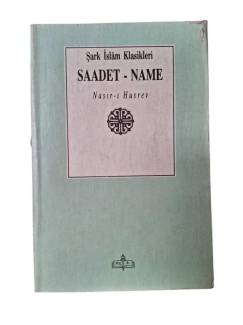 Şark İslâm Klasikleri
SAADET - NAME
Nasır-ı Husrev